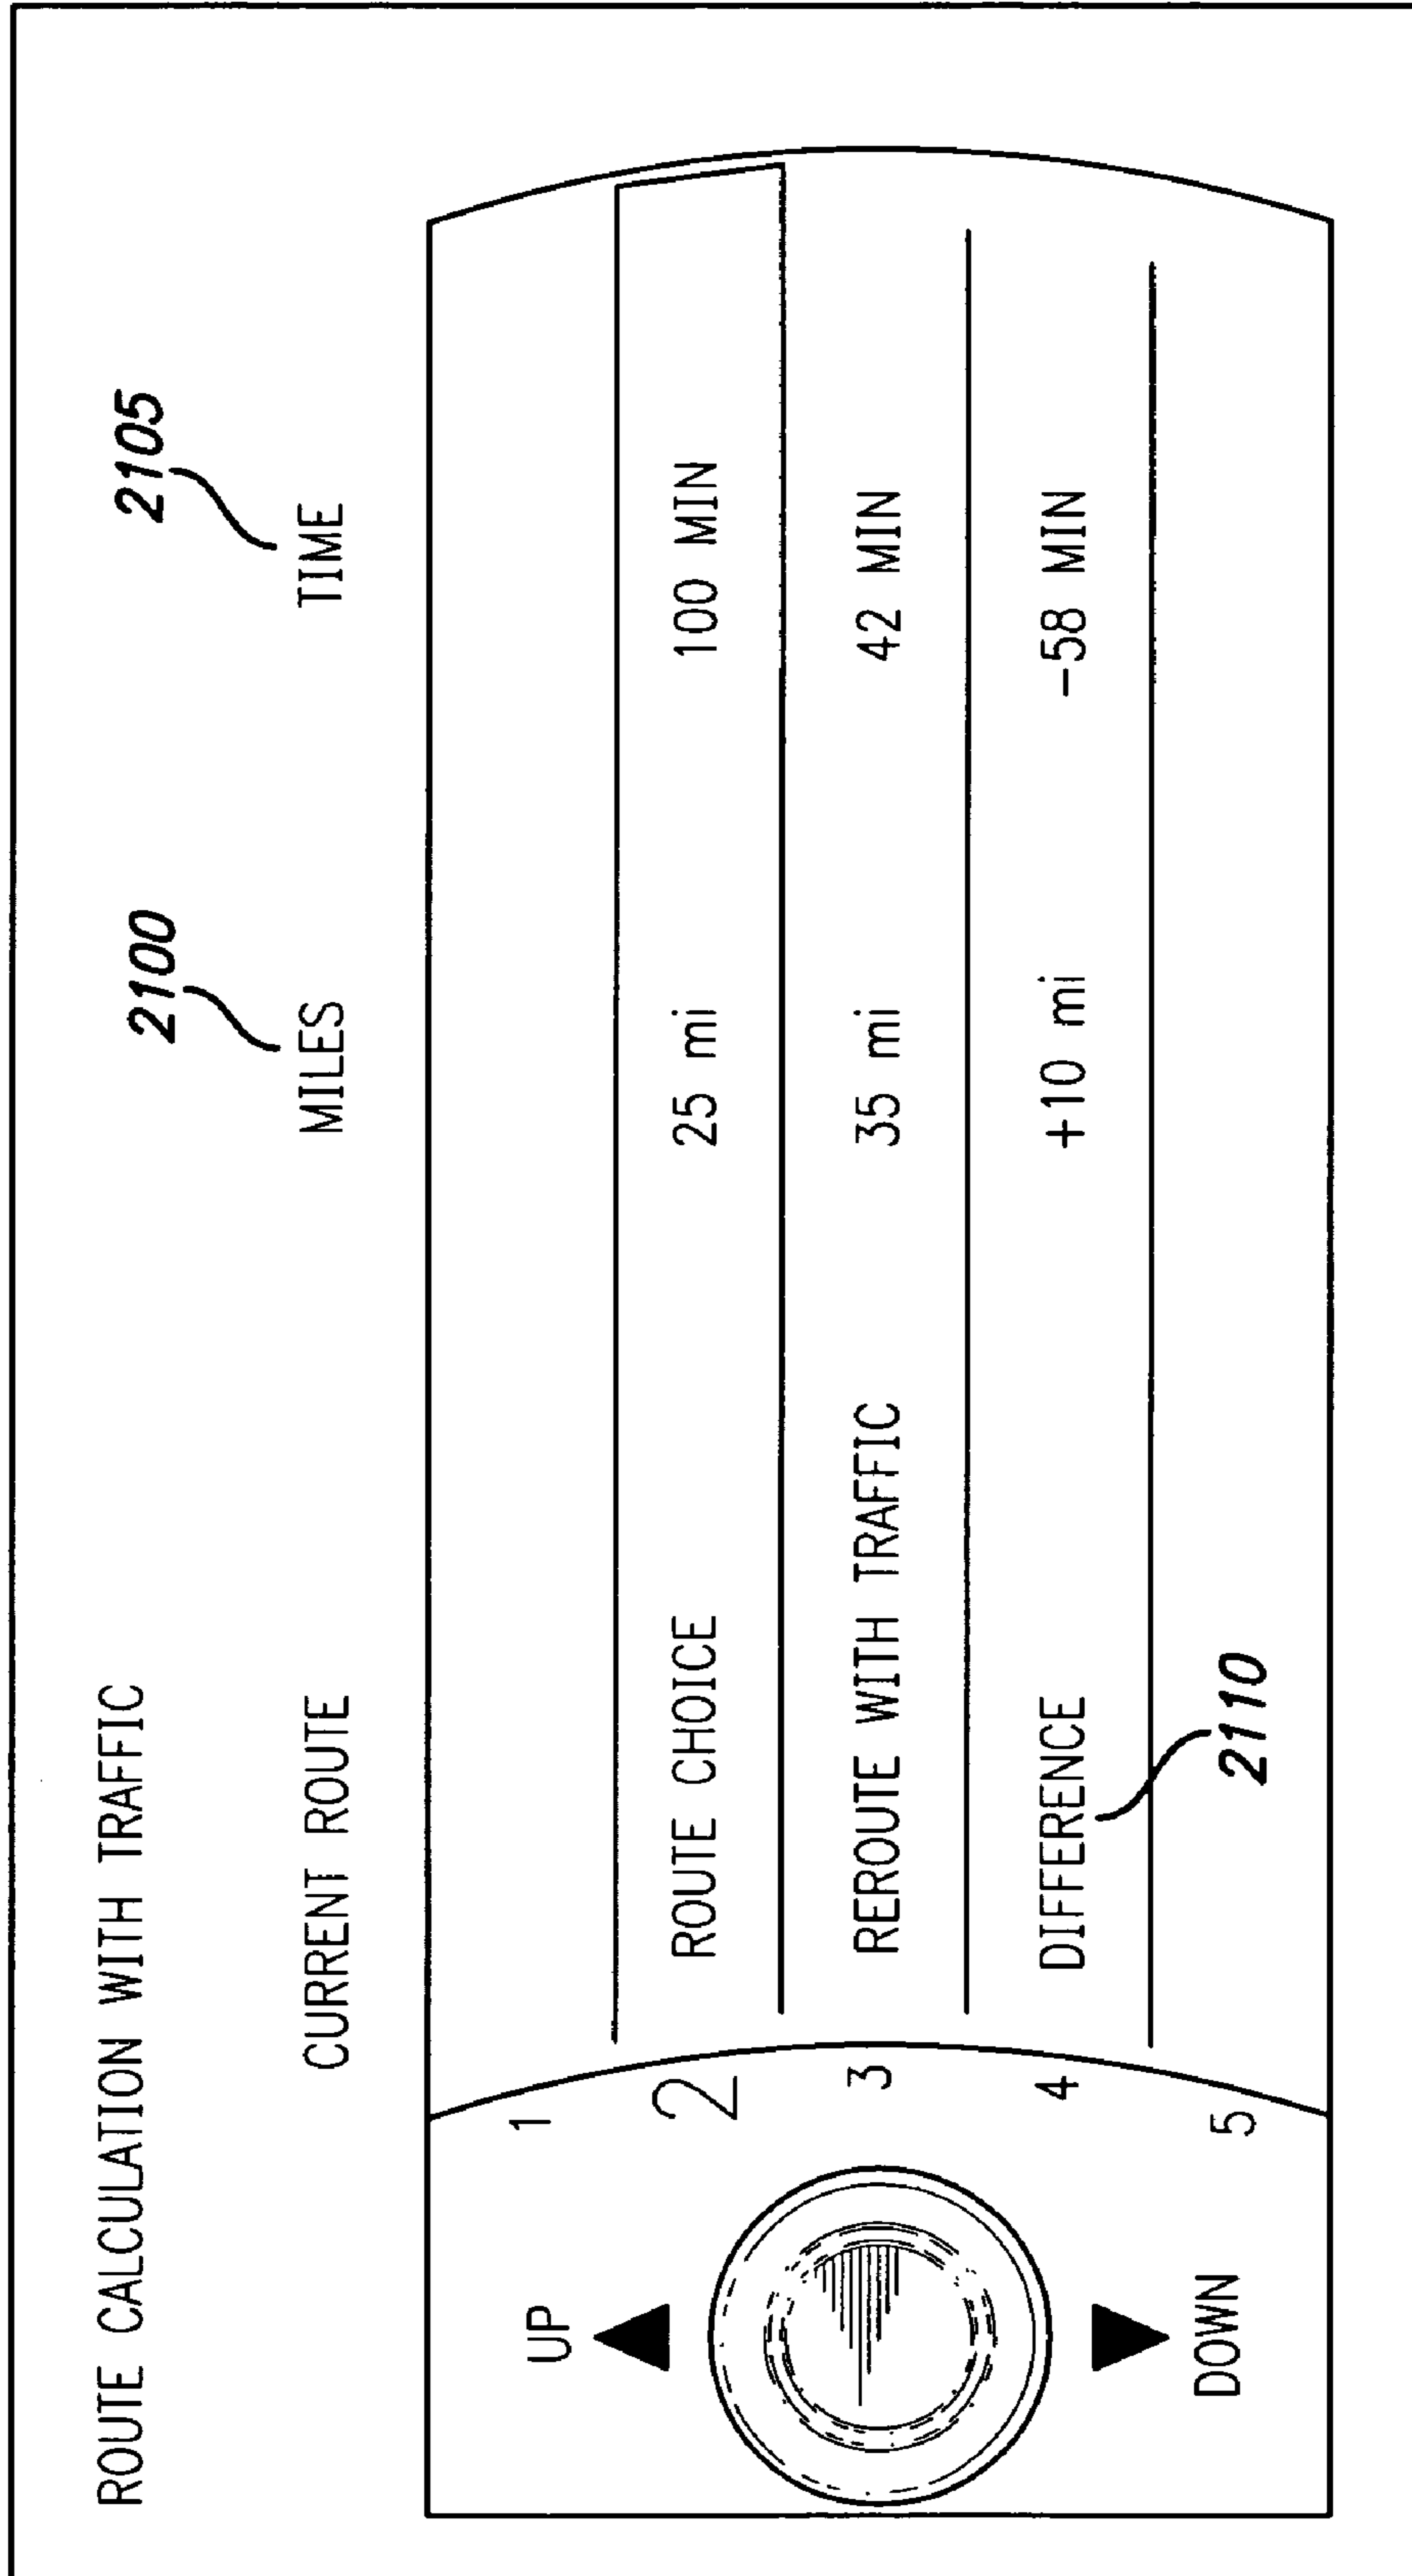 ROUTE CALCULATION WITH TRAFFIC
2100
2105
CURRENT ROUTE MILES TIME
UP
1
2 ROUTE CHOICE 25 mi 100 MIN
3 REROUTE WITH TRAFFIC 35 mi 42 MIN
4 DIFFERENCE +10 mi -58 MIN
5
DOWN
2110